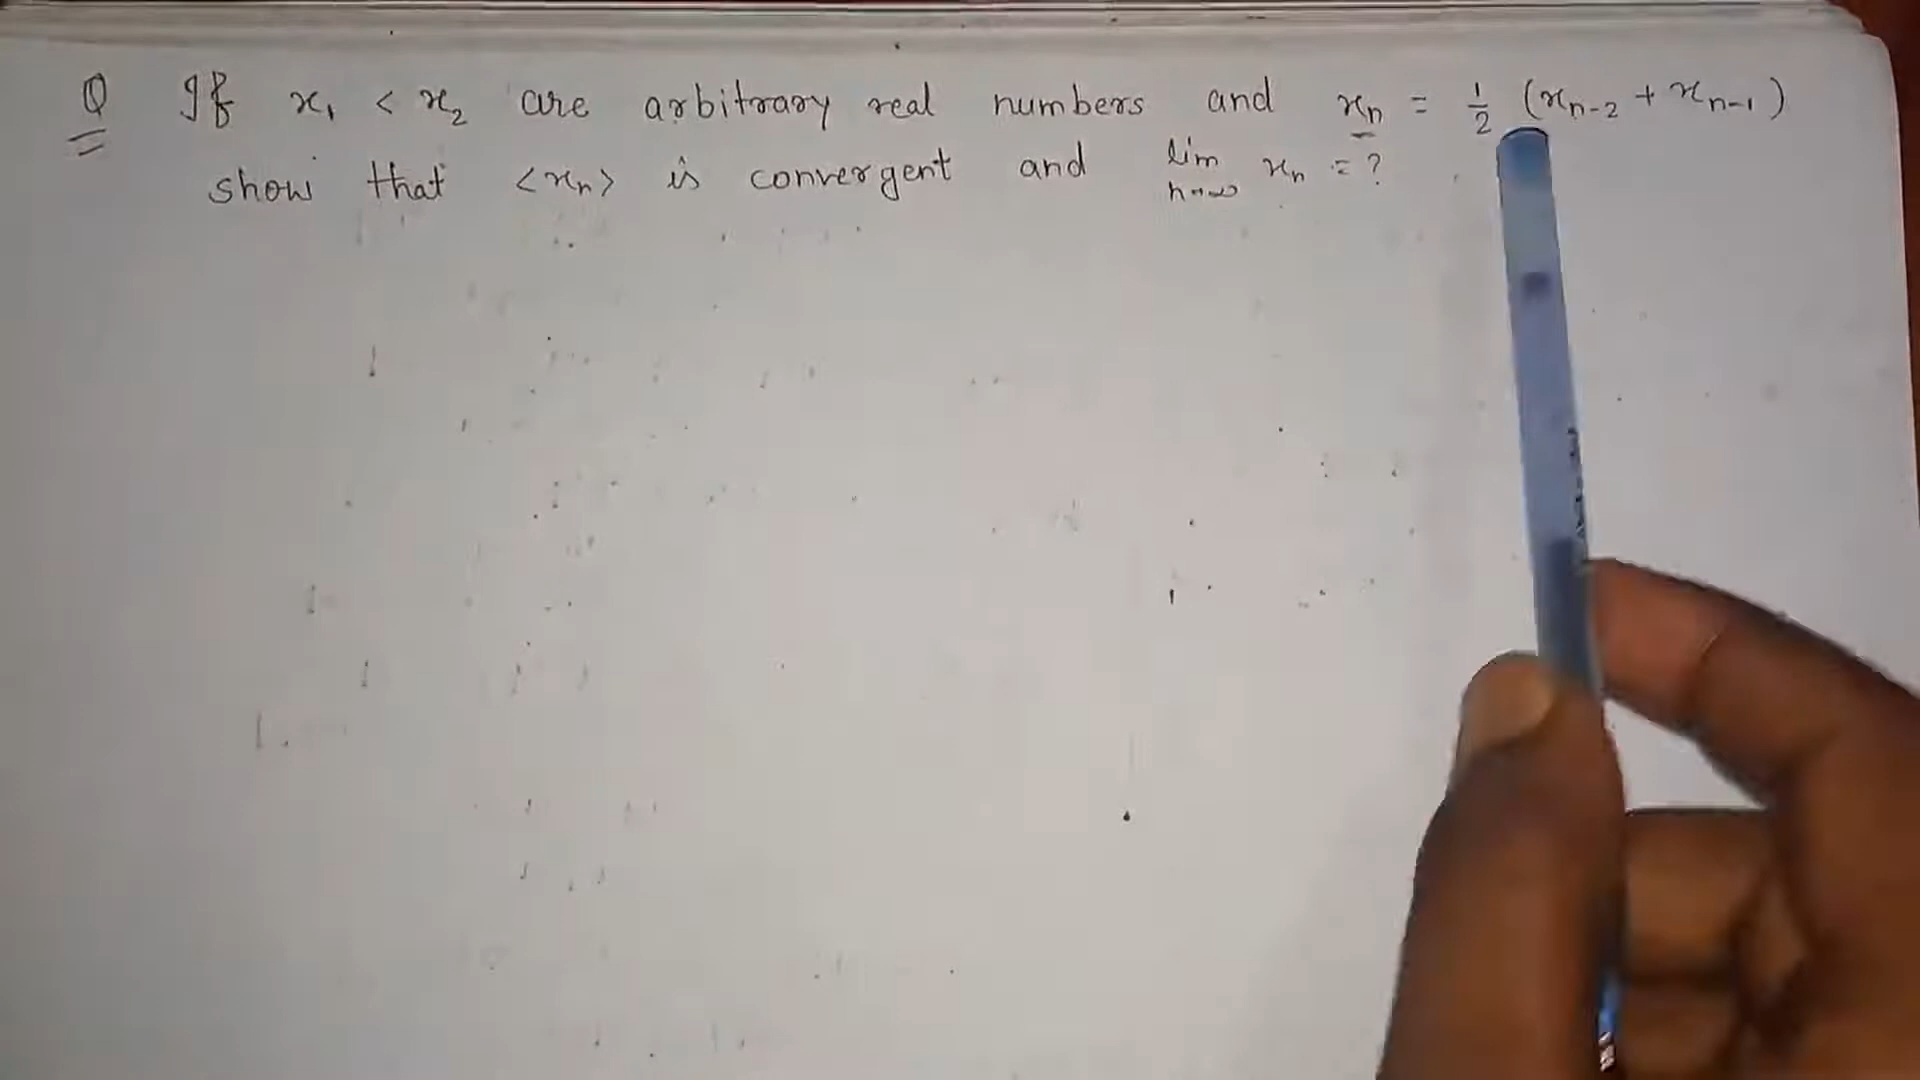 Q If x₁ < x₂ are arbitrary real numbers and xₙ = 1/2 (xₙ₋₂ + xₙ₋₁)
show that <xₙ> is convergent and lim n→∞ xₙ = ?